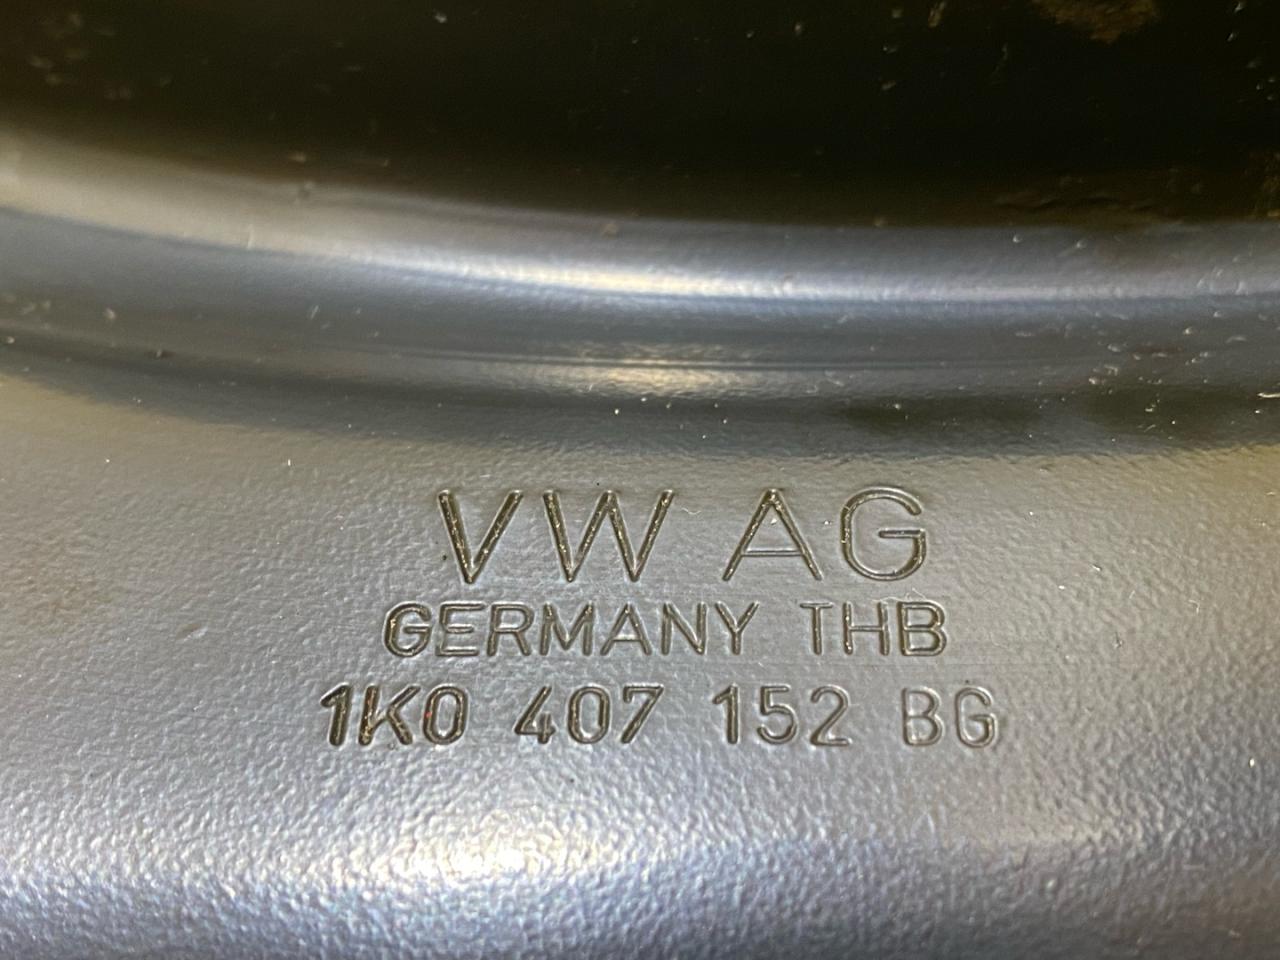 VW AG
GERMANY THB
1K0 407 152 BG